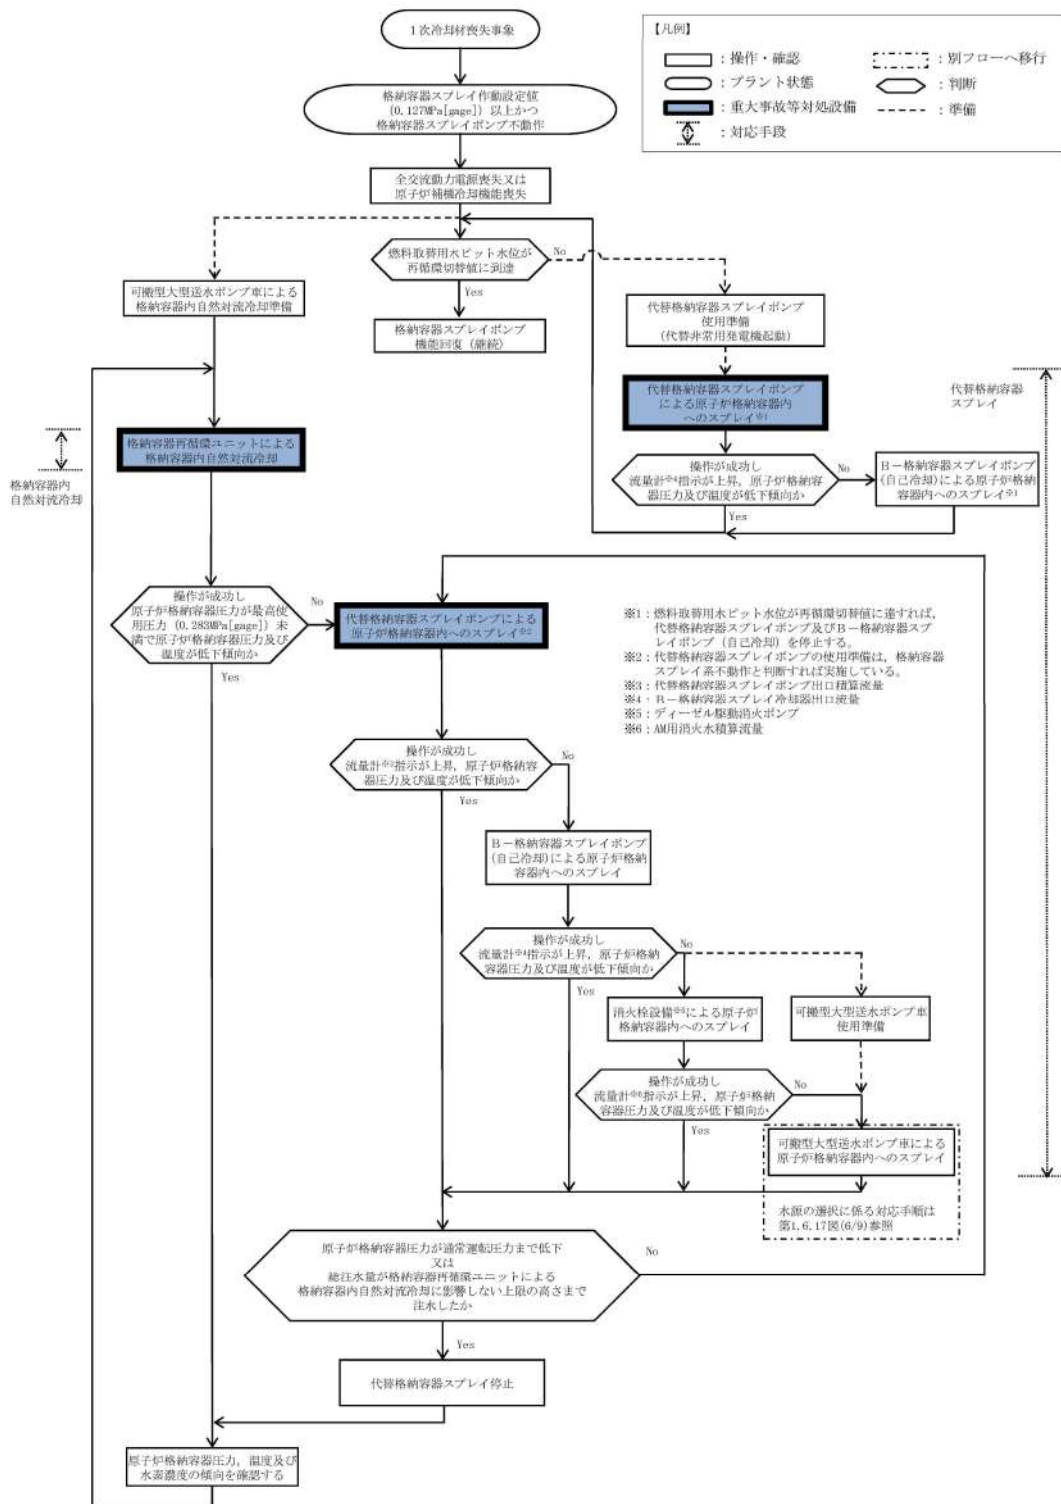 1次冷却材喪失事象
格納容器スプレイ作動設定値
(0.127MPa[gage]) 以上かつ
格納容器スプレイポンプ不動作
全交流動力電源喪失又は
原子炉補機冷却機能喪失
【凡例】
：操作・確認
：プラント状態
：重大事故等対処設備
：対応手段
：別フローへ移行
：判断
：準備
燃料取替用水ピット水位が
再循環切替値に到達
No
Yes
格納容器スプレイポンプ
機能回復（継続）
可搬型大型送水ポンプ車による
格納容器内自然対流冷却準備
代替格納容器スプレイポンプ
使用準備
(代替非常用発電機起動)
代替格納容器スプレイポンプ
による原子炉格納容器内
へのスプレイ※1
代替格納容器
スプレイ
格納容器再循環ユニットによる
格納容器内自然対流冷却
格納容器内
自然対流冷却
操作が成功し
流量計※4指示が上昇，原子炉格納容
器圧力及び温度が低下傾向か
No
Yes
B－格納容器スプレイポンプ
(自己冷却)による原子炉格納
容器内へのスプレイ※1
操作が成功し
原子炉格納容器圧力が最高使
用圧力（0.283MPa[gage]）未
満で原子炉格納容器圧力及び
温度が低下傾向か
No
Yes
代替格納容器スプレイポンプによる
原子炉格納容器内へのスプレイ※2
※1：燃料取替用水ピット水位が再循環切替値に達すれば，
代替格納容器スプレイポンプ及びB－格納容器スプ
レイポンプ（自己冷却）を停止する。
※2：代替格納容器スプレイポンプの使用準備は，格納容器
スプレイ系不動作と判断すれば実施している。
※3：代替格納容器スプレイポンプ出口積算流量
※4：B－格納容器スプレイ冷却器出口流量
※5：ディーゼル駆動消火ポンプ
※6：AM用消火水積算流量
操作が成功し
流量計※3指示が上昇，原子炉格納容
器圧力及び温度が低下傾向か
No
Yes
B－格納容器スプレイポンプ
(自己冷却)による原子炉格納
容器内へのスプレイ
操作が成功し
流量計※4指示が上昇，原子炉格納
容器圧力及び温度が低下傾向か
No
Yes
消火栓設備※5による原子炉
格納容器内へのスプレイ
可搬型大型送水ポンプ車
使用準備
操作が成功し
流量計※6指示が上昇，原子炉格納
容器圧力及び温度が低下傾向か
No
Yes
可搬型大型送水ポンプ車による
原子炉格納容器内へのスプレイ
水源の選択に係る対応手順は
第1.6.17図(6/9)参照
原子炉格納容器圧力が通常運転圧力まで低下
又は
総注水量が格納容器再循環ユニットによる
格納容器内自然対流冷却に影響しない上限の高さまで
注水したか
No
Yes
代替格納容器スプレイ停止
原子炉格納容器圧力，温度及び
水素濃度の傾向を確認する